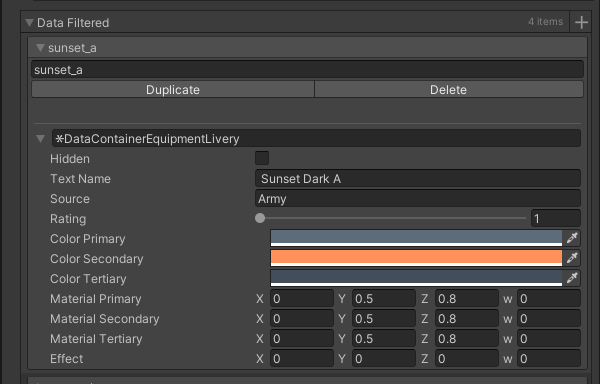 Data Filtered 4 items +
sunset_a
sunset_a
Duplicate Delete
*DataContainerEquipmentLivery
Hidden
Text Name Sunset Dark A
Source Army
Rating 1
Color Primary
Color Secondary
Color Tertiary
Material Primary X 0 Y 0.5 Z 0.8 w 0
Material Secondary X 0 Y 0.5 Z 0.8 w 0
Material Tertiary X 0 Y 0.5 Z 0.8 w 0
Effect X 0 Y 0 Z 0 w 0